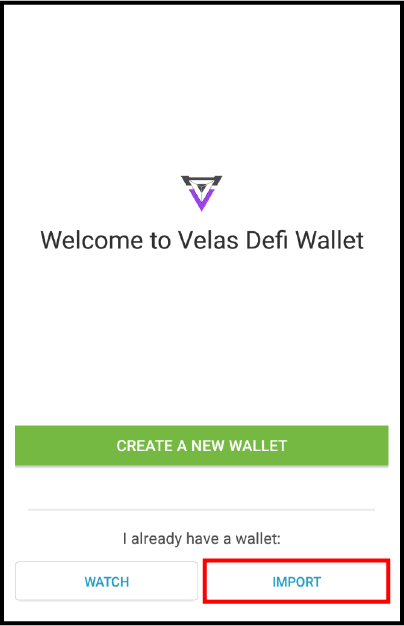 Welcome to Velas Defi Wallet
CREATE A NEW WALLET
I already have a wallet:
WATCH
IMPORT